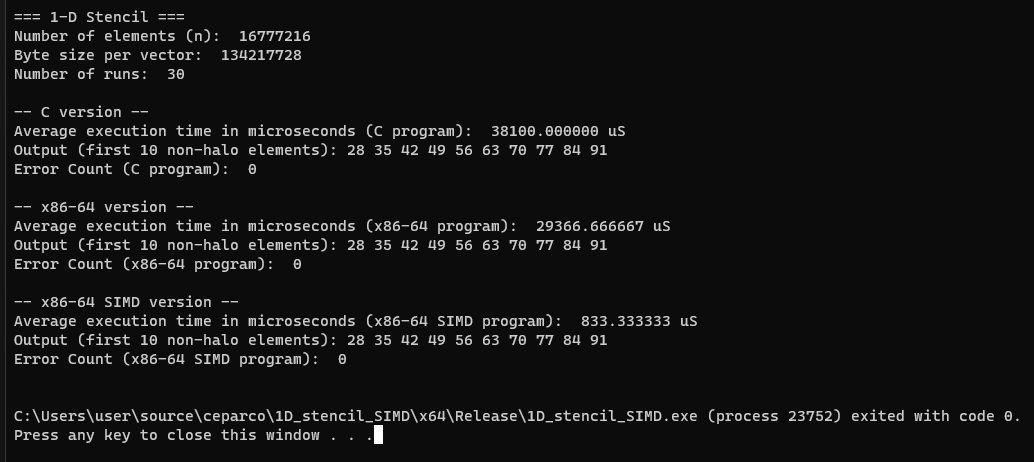 === 1-D Stencil ===
Number of elements (n):  16777216
Byte size per vector:  134217728
Number of runs:  30
-- C version --
Average execution time in microseconds (C program):  38100.000000 uS
Output (first 10 non-halo elements): 28 35 42 49 56 63 70 77 84 91
Error Count (C program):  0
-- x86-64 version --
Average execution time in microseconds (x86-64 program):  29366.666667 uS
Output (first 10 non-halo elements): 28 35 42 49 56 63 70 77 84 91
Error Count (x86-64 program):  0
-- x86-64 SIMD version --
Average execution time in microseconds (x86-64 SIMD program):  833.333333 uS
Output (first 10 non-halo elements): 28 35 42 49 56 63 70 77 84 91
Error Count (x86-64 SIMD program):  0
C:\Users\user\source\ceparco\1D_stencil_SIMD\x64\Release\1D_stencil_SIMD.exe (process 23752) exited with code 0.
Press any key to close this window . . .